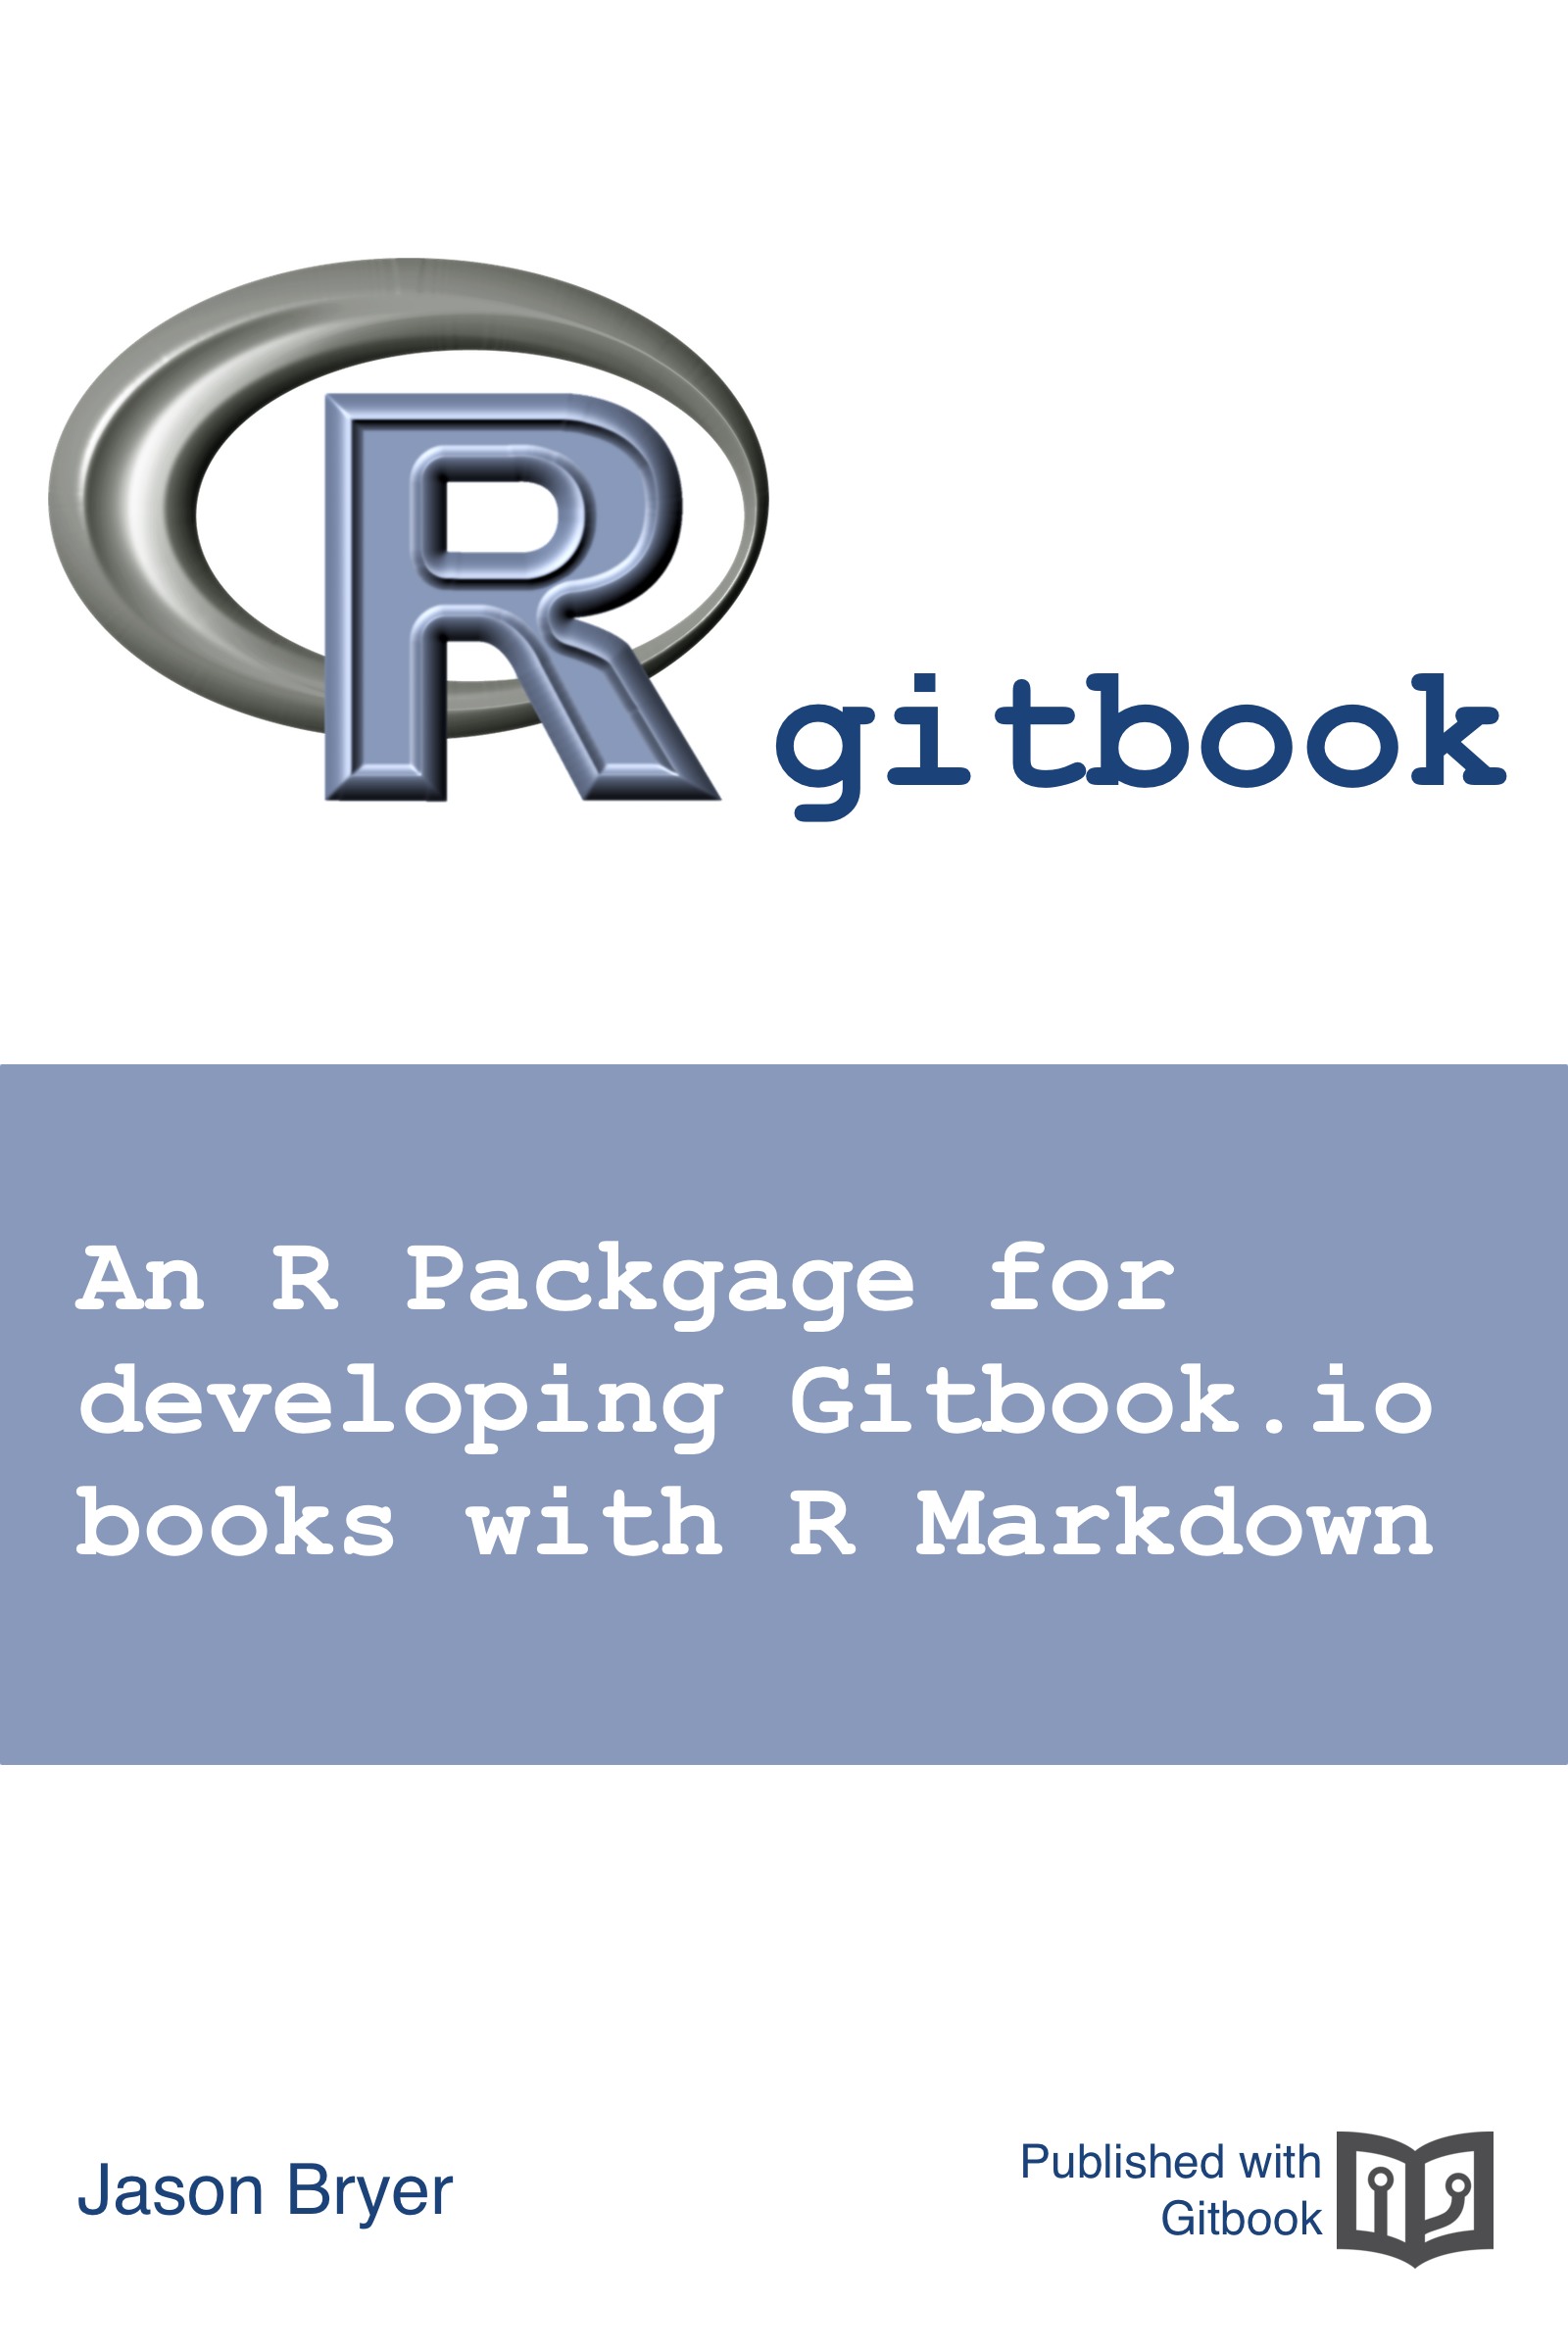 R gitbook
An R Packgage for
developing Gitbook.io
books with R Markdown
Jason Bryer
Published with
Gitbook